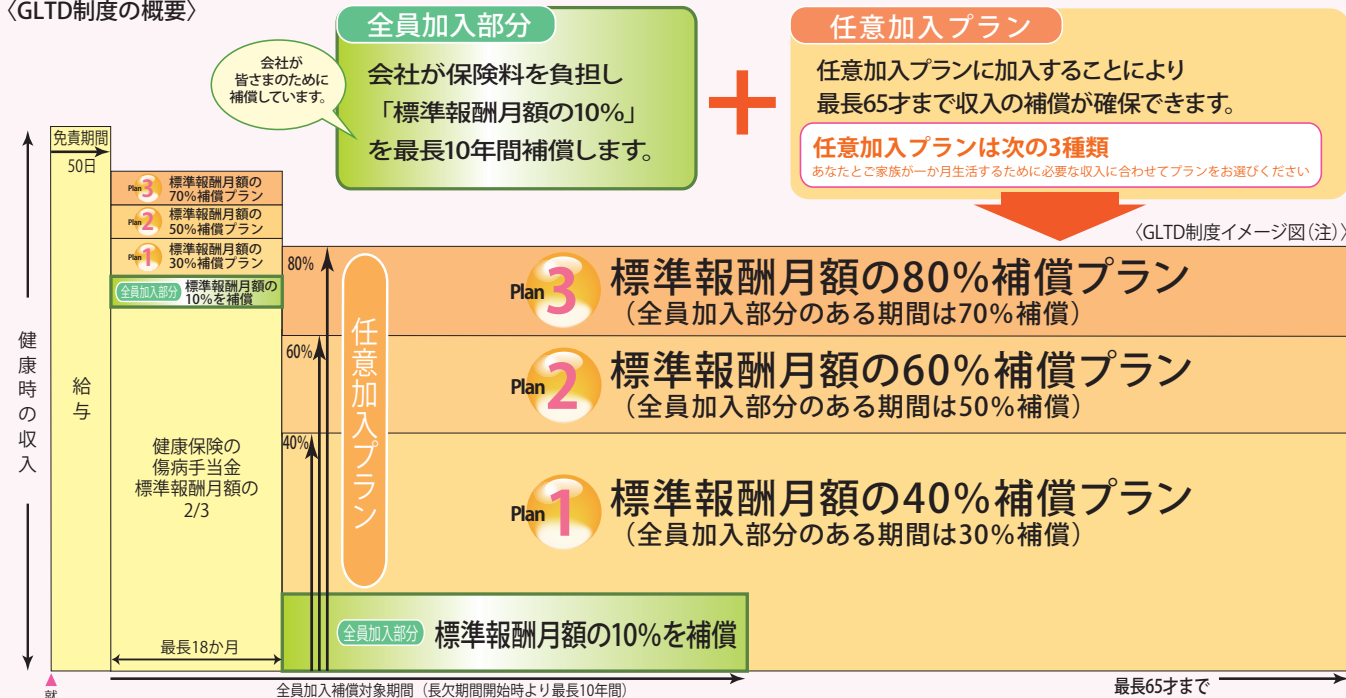 〈GLTD制度の概要〉
会社が
皆さまのために
補償しています。
全員加入部分
会社が保険料を負担し
「標準報酬月額の10%」
を最長10年間補償します。
+
任意加入プラン
任意加入プランに加入することにより
最長65才まで収入の補償が確保できます。
任意加入プランは次の3種類
あなたとご家族が一か月生活するために必要な収入に合わせてプランをお選びください
〈GLTD制度イメージ図(注)〉
健康時の収入
免責期間
50日
給与
Plan 3 標準報酬月額の
70%補償プラン
Plan 2 標準報酬月額の
50%補償プラン
Plan 1 標準報酬月額の
30%補償プラン
全員加入部分 標準報酬月額の
10%を補償
健康保険の
傷病手当金
標準報酬月額の
2/3
最長18か月
80%
60%
40%
任意加入プラン
Plan 3 標準報酬月額の80%補償プラン
(全員加入部分のある期間は70%補償)
Plan 2 標準報酬月額の60%補償プラン
(全員加入部分のある期間は50%補償)
Plan 1 標準報酬月額の40%補償プラン
(全員加入部分のある期間は30%補償)
全員加入部分 標準報酬月額の10%を補償
全員加入補償対象期間(長欠期間開始時より最長10年間)
最長65才まで